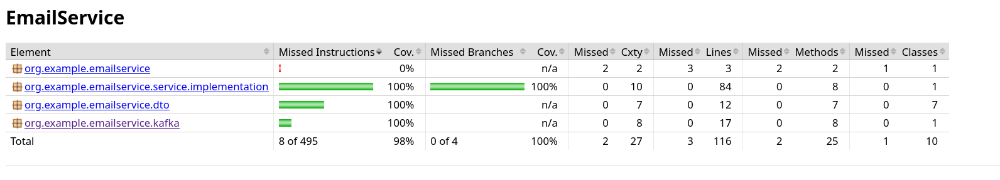 EmailService
Element Missed Instructions Cov. Missed Branches Cov. Missed Cxty Missed Lines Missed Methods Missed Classes
org.example.emailservice 0% n/a 2 2 3 3 2 2 1 1
org.example.emailservice.service.implementation 100% 100% 0 10 0 84 0 8 0 1
org.example.emailservice.dto 100% n/a 0 7 0 12 0 7 0 7
org.example.emailservice.kafka 100% n/a 0 8 0 17 0 8 0 1
Total 8 of 495 98% 0 of 4 100% 2 27 3 116 2 25 1 10